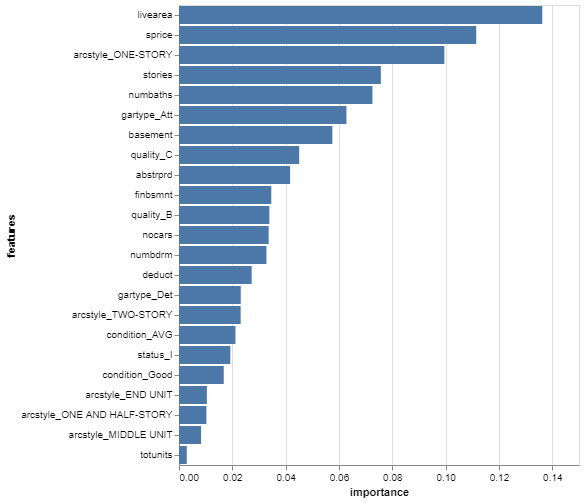 livearea
sprice
arcstyle_ONE-STORY
stories
numbaths
gartype_Att
basement
quality_C
abstrprd
finbsmnt
quality_B
nocars
numbdrm
deduct
gartype_Det
arcstyle_TWO-STORY
condition_AVG
status_I
condition_Good
arcstyle_END UNIT
arcstyle_ONE AND HALF-STORY
arcstyle_MIDDLE UNIT
totunits
features
0.00 0.02 0.04 0.06 0.08 0.10 0.12 0.14
importance